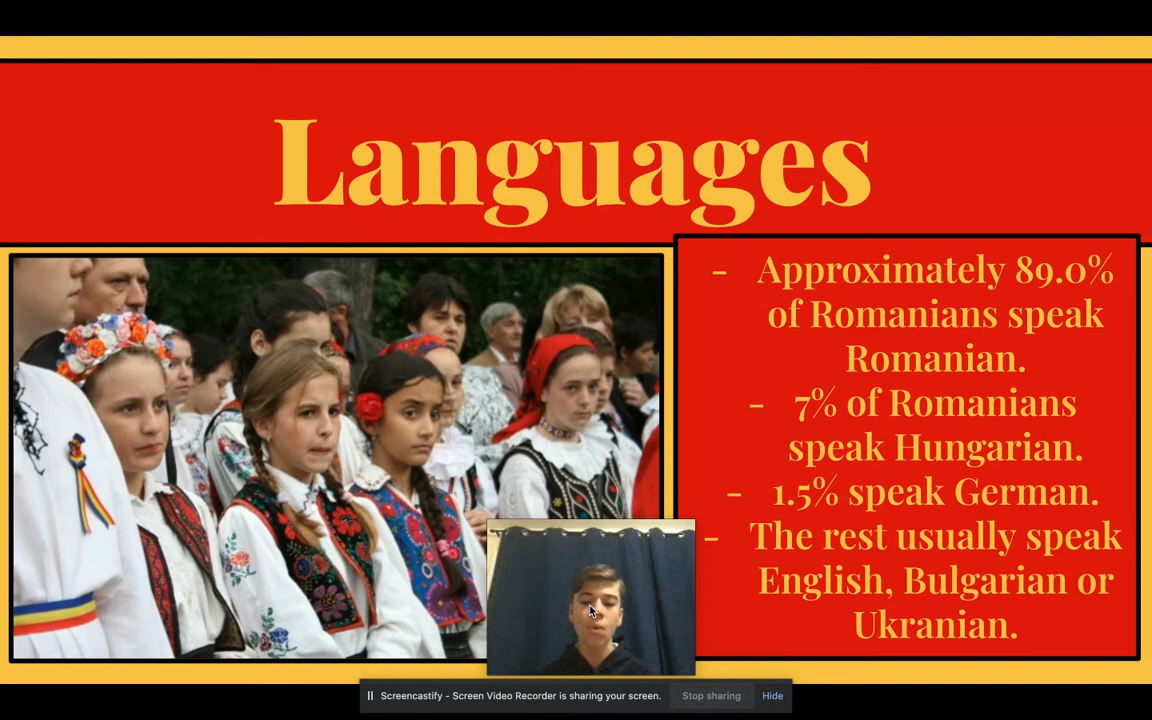 Languages
- Approximately 89.0%
of Romanians speak
Romanian.
- 7% of Romanians
speak Hungarian.
- 1.5% speak German.
- The rest usually speak
English, Bulgarian or
Ukranian.
Screencastify - Screen Video Recorder is sharing your screen. Stop sharing Hide